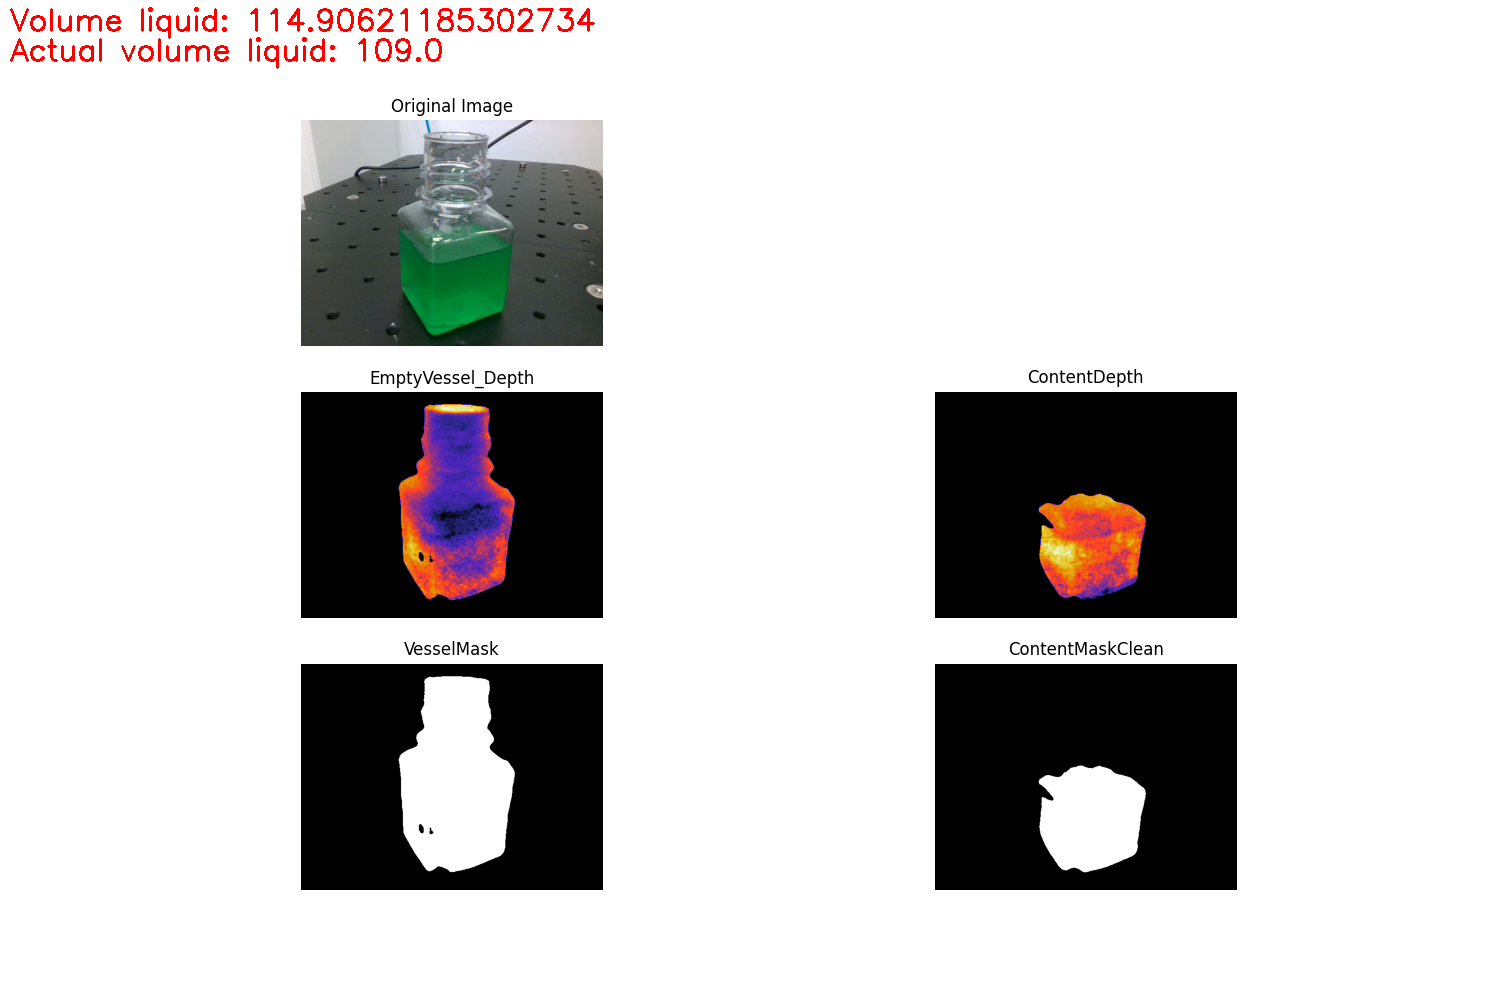 Volume liquid: 114.90621185302734
Actual volume liquid: 109.0
Original Image
EmptyVessel_Depth
ContentDepth
VesselMask
ContentMaskClean